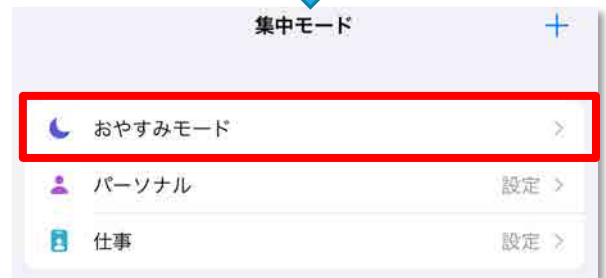 集中モード
おやすみモード
パーソナル 設定
仕事 設定